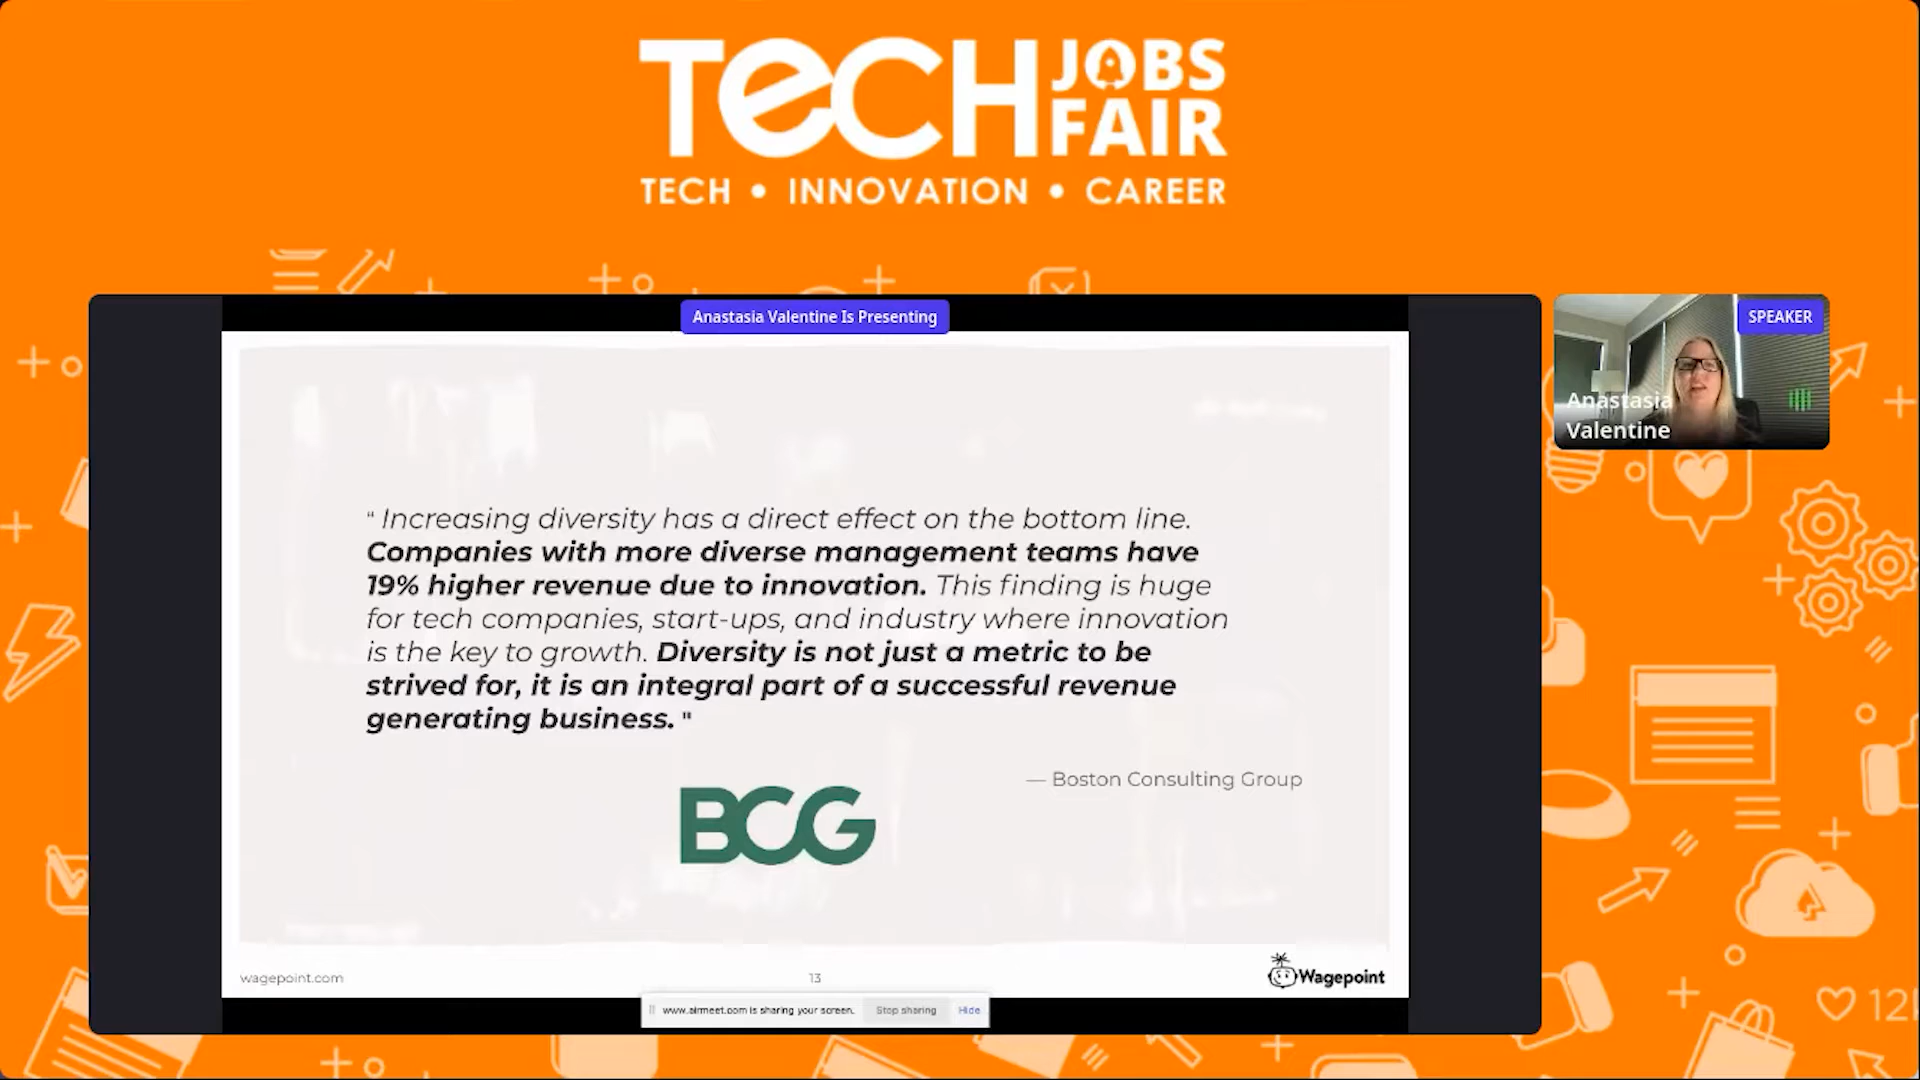 TECH JOBS FAIR
TECH • INNOVATION • CAREER
Anastasia Valentine Is Presenting
SPEAKER
Anastasia
Valentine
" Increasing diversity has a direct effect on the bottom line.
Companies with more diverse management teams have
19% higher revenue due to innovation. This finding is huge
for tech companies, start-ups, and industry where innovation
is the key to growth. Diversity is not just a metric to be
strived for, it is an integral part of a successful revenue
generating business. "
— Boston Consulting Group
BCG
wagepoint.com
13
Wagepoint
www.airmeet.com is sharing your screen.
Stop sharing
Hide